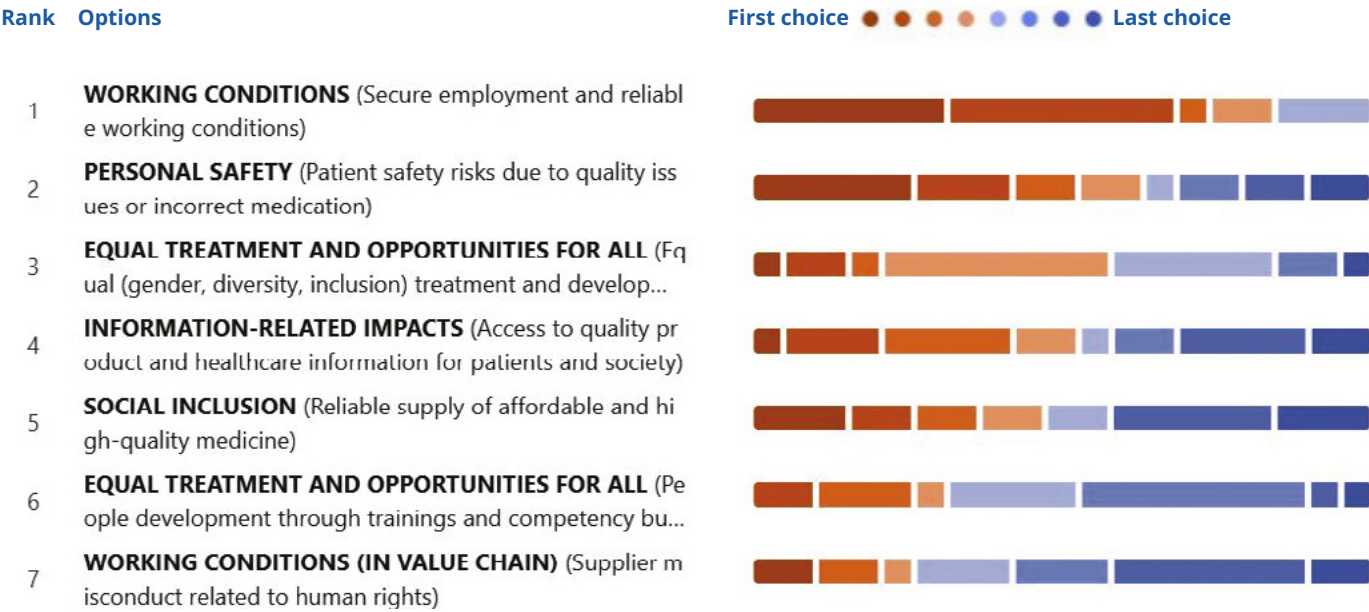 Rank Options First choice Last choice
1 WORKING CONDITIONS (Secure employment and reliabl
e working conditions)
2 PERSONAL SAFETY (Patient safety risks due to quality iss
ues or incorrect medication)
3 EQUAL TREATMENT AND OPPORTUNITIES FOR ALL (Eq
ual (gender, diversity, inclusion) treatment and develop...
4 INFORMATION-RELATED IMPACTS (Access to quality pr
oduct and healthcare information for patients and society)
5 SOCIAL INCLUSION (Reliable supply of affordable and hi
gh-quality medicine)
6 EQUAL TREATMENT AND OPPORTUNITIES FOR ALL (Pe
ople development through trainings and competency bu...
7 WORKING CONDITIONS (IN VALUE CHAIN) (Supplier m
isconduct related to human rights)